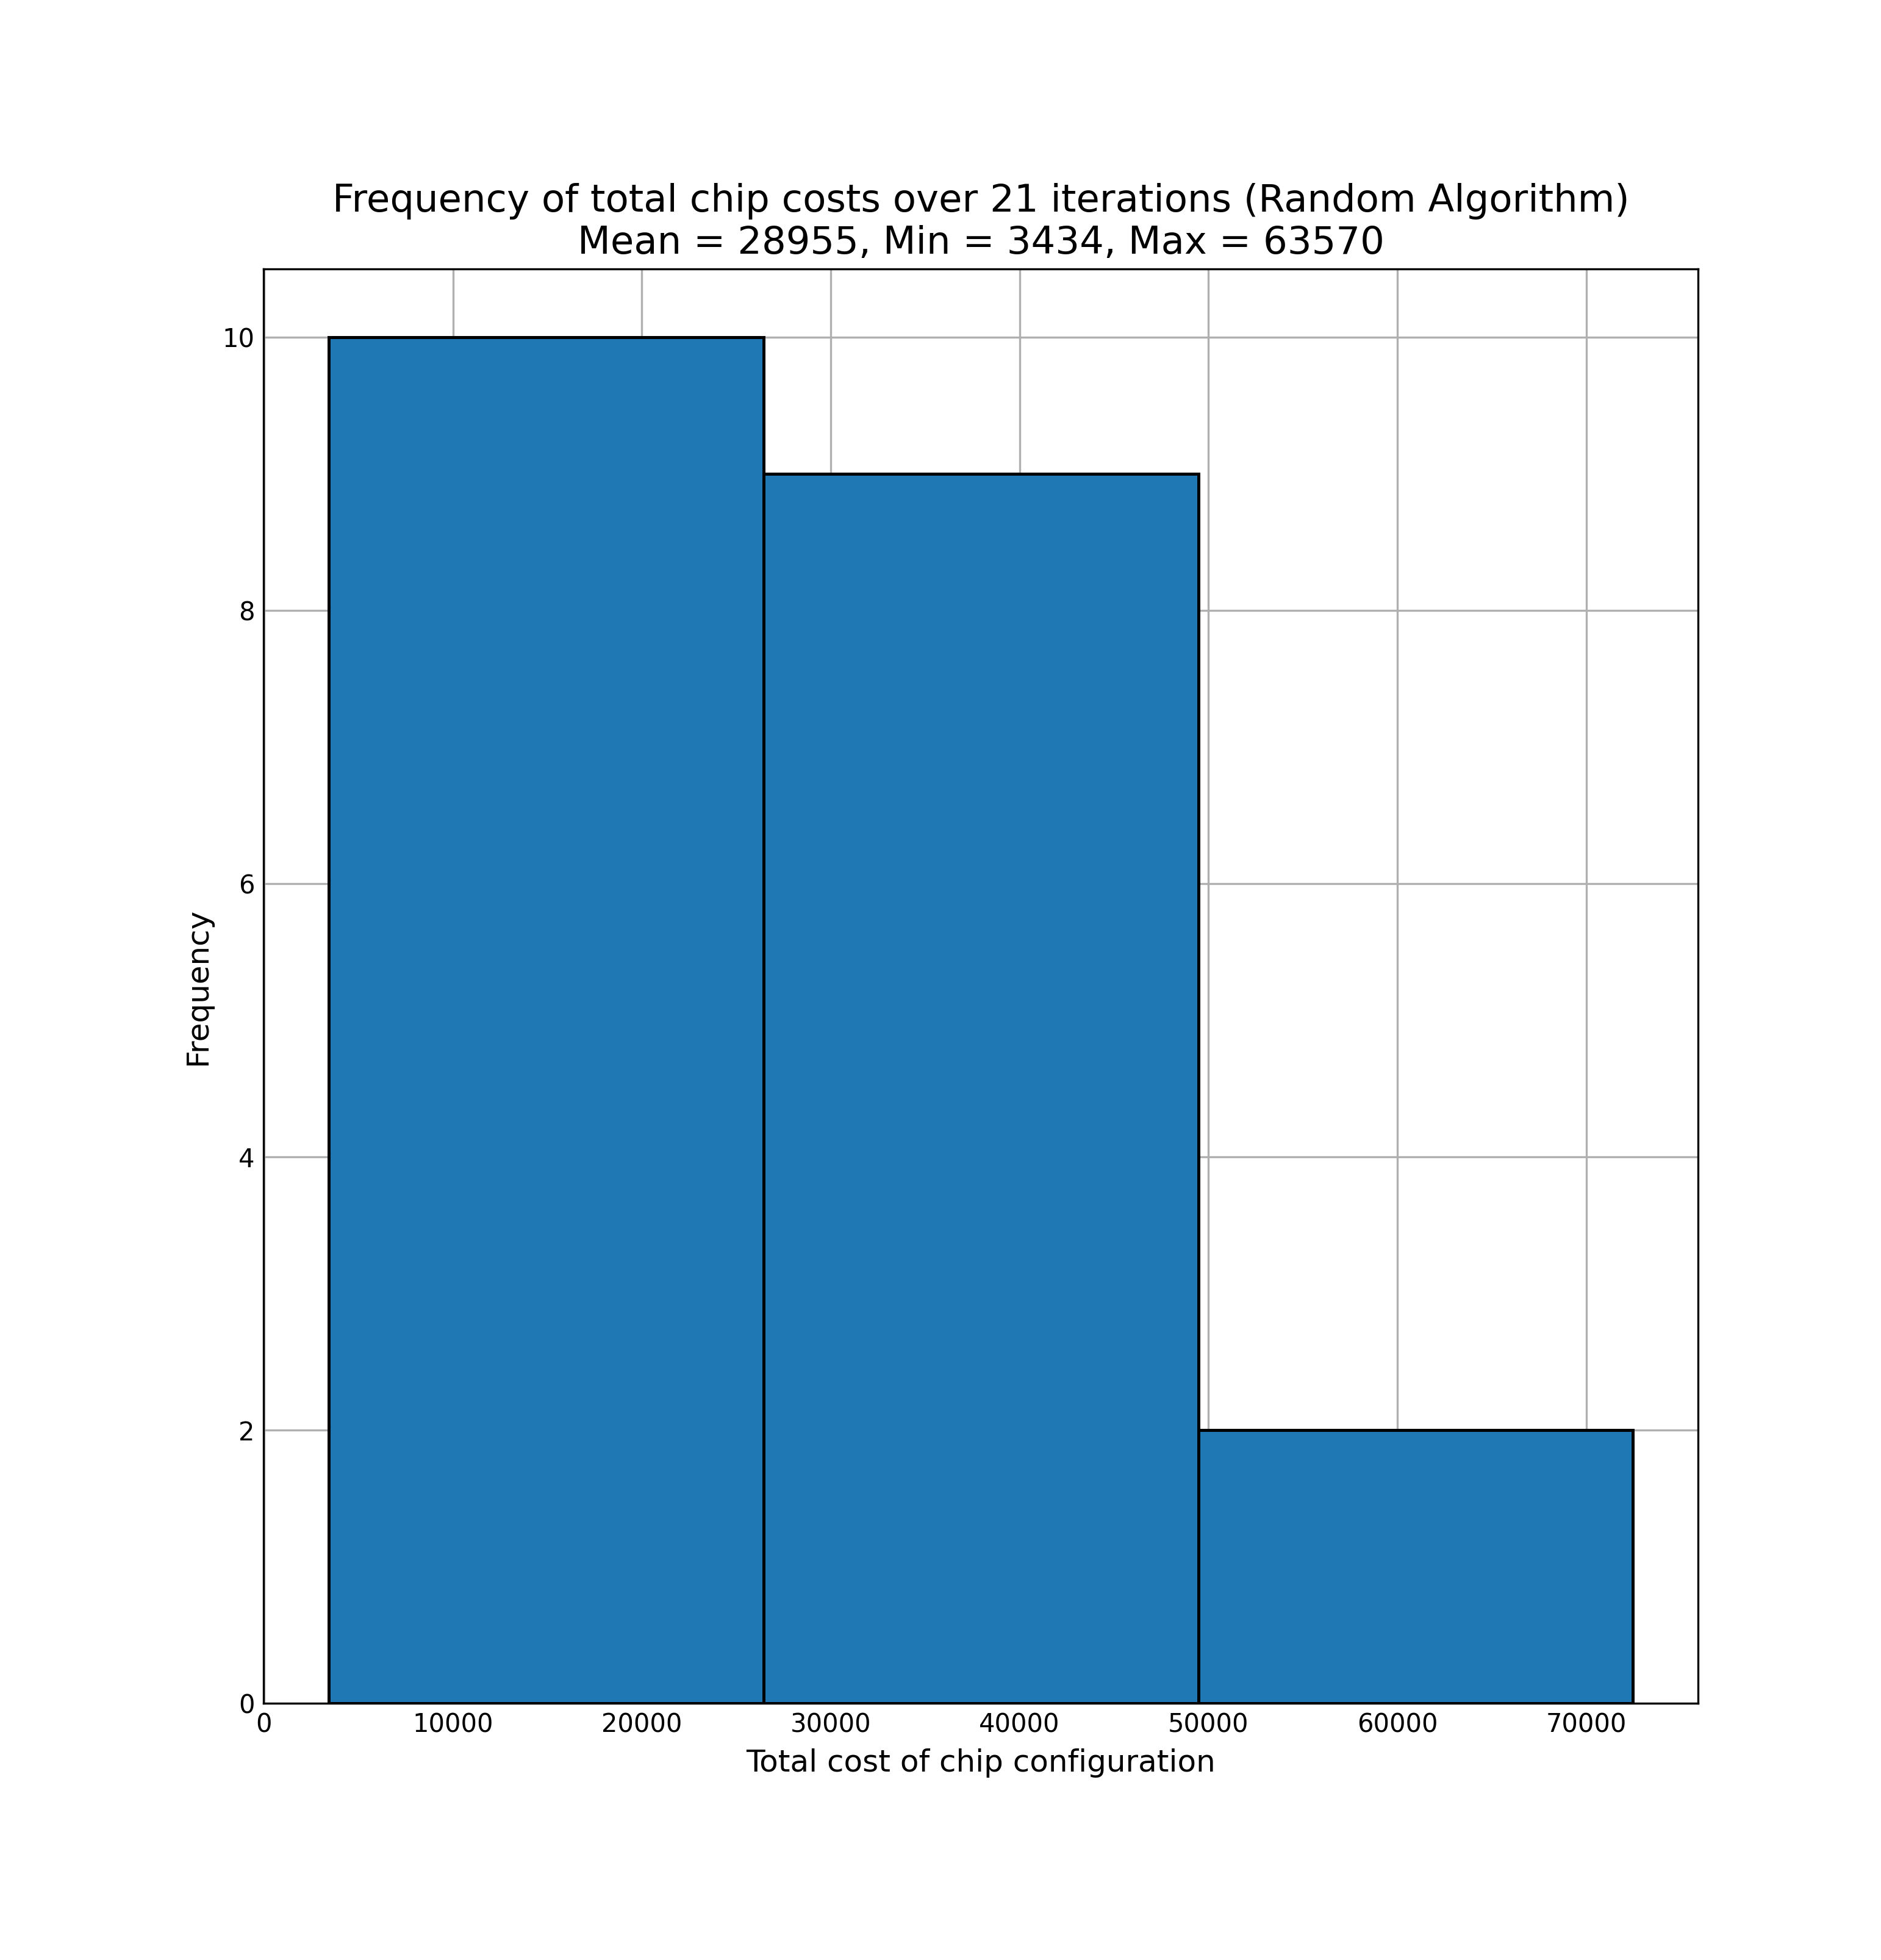 Frequency of total chip costs over 21 iterations (Random Algorithm)
Mean = 28955, Min = 3434, Max = 63570
10
8
6
4
2
0
Frequency
0 10000 20000 30000 40000 50000 60000 70000
Total cost of chip configuration